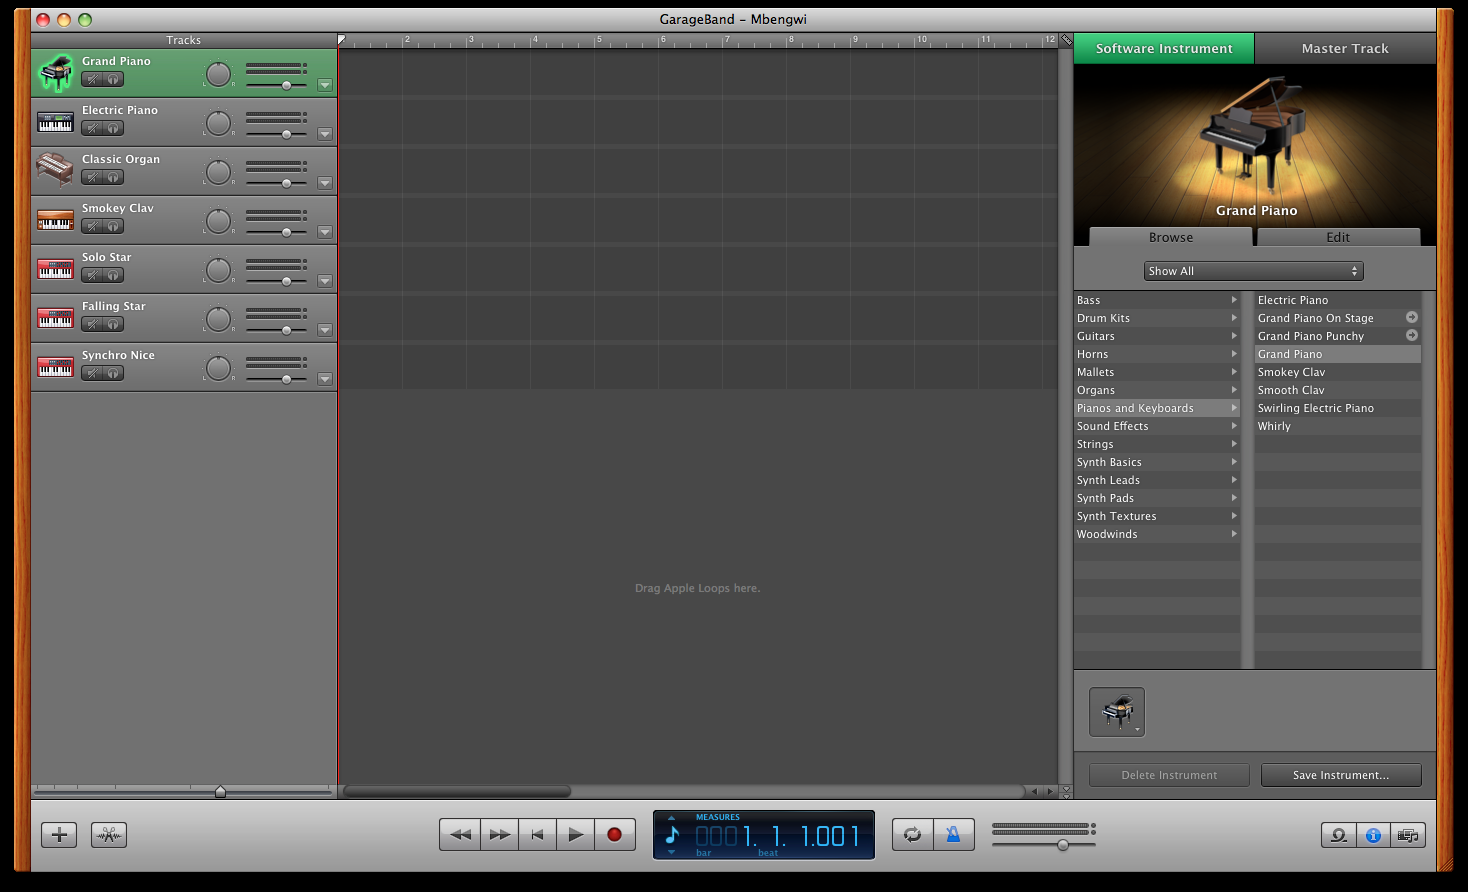 GarageBand – Mbengwi
Tracks
2 3 4 5 6 7 8 9 10 11 12
Software Instrument
Master Track
Grand Piano
L R
Electric Piano
L R
Classic Organ
L R
Smokey Clav
L R
Solo Star
L R
Falling Star
L R
Synchro Nice
L R
Drag Apple Loops here.
Grand Piano
Browse
Edit
Show All
Bass
Drum Kits
Guitars
Horns
Mallets
Organs
Pianos and Keyboards
Sound Effects
Strings
Synth Basics
Synth Leads
Synth Pads
Synth Textures
Woodwinds
Electric Piano
Grand Piano On Stage
Grand Piano Punchy
Grand Piano
Smokey Clav
Smooth Clav
Swirling Electric Piano
Whirly
Delete Instrument
Save Instrument...
MEASURES
0001. 1. 1.001
bar beat